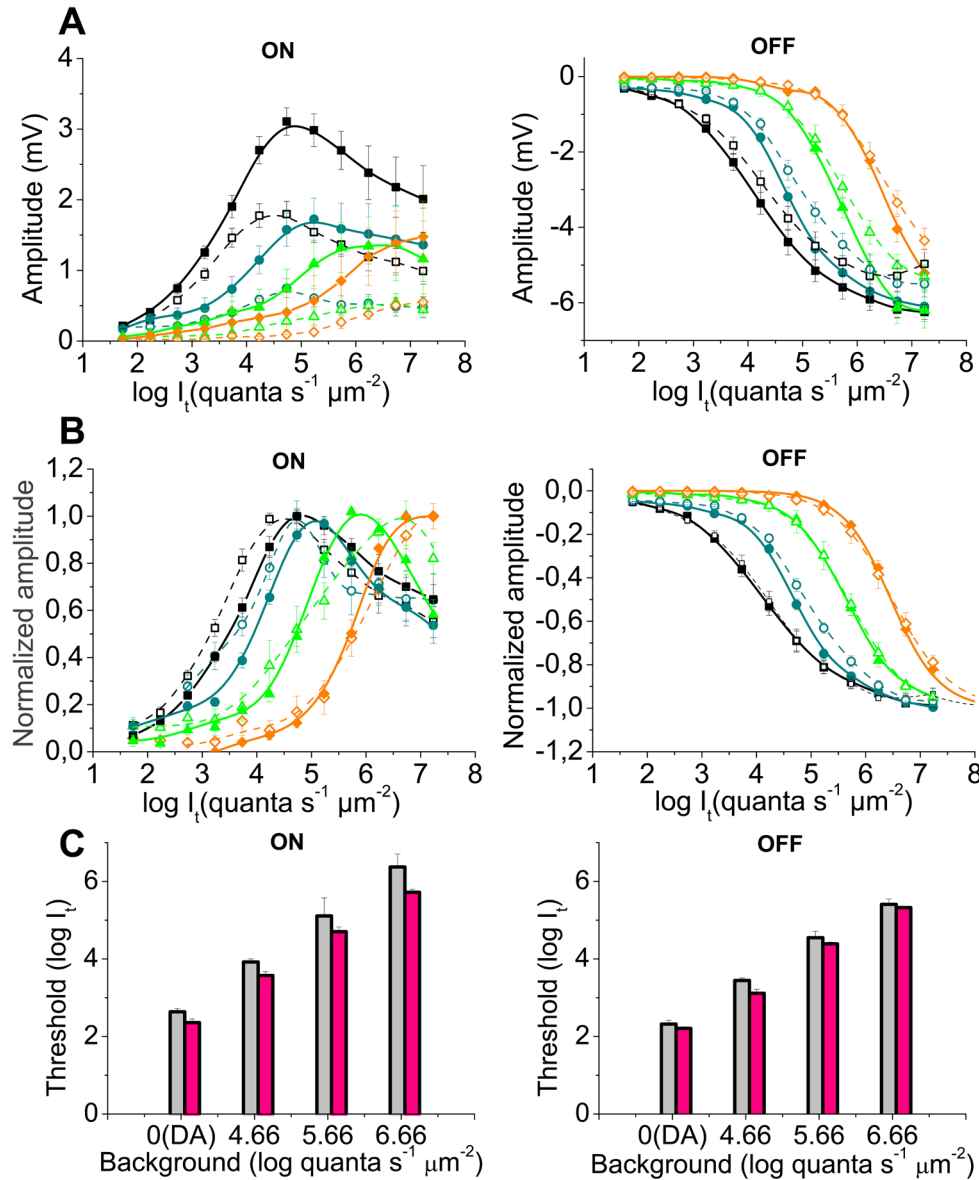 A
ON
OFF
Amplitude (mV)
4
3
2
1
0
1 2 3 4 5 6 7 8
log I_t(quanta s⁻¹ µm⁻²)
Amplitude (mV)
0
-2
-4
-6
1 2 3 4 5 6 7 8
log I_t(quanta s⁻¹ µm⁻²)
B
ON
OFF
Normalized amplitude
1,2
1,0
0,8
0,6
0,4
0,2
0,0
1 2 3 4 5 6 7 8
log I_t(quanta s⁻¹ µm⁻²)
Normalized amplitude
0,0
-0,2
-0,4
-0,6
-0,8
-1,0
-1,2
1 2 3 4 5 6 7 8
log I_t(quanta s⁻¹ µm⁻²)
C
ON
OFF
Threshold (log I_t)
6
4
2
0
0(DA) 4.66 5.66 6.66
Background (log quanta s⁻¹ µm⁻²)
Threshold (log I_t)
6
4
2
0
0(DA) 4.66 5.66 6.66
Background (log quanta s⁻¹ µm⁻²)